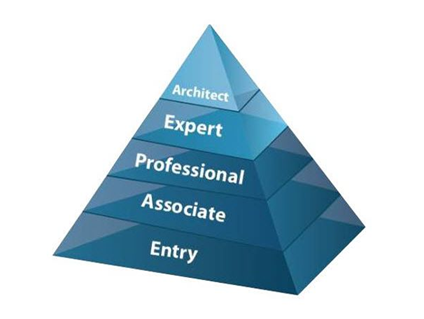 Architect
Expert
Professional
Associate
Entry